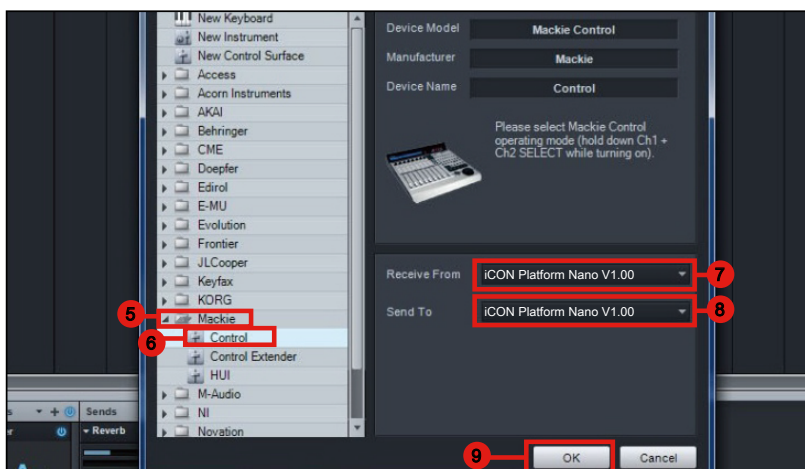 New Keyboard
New Instrument
New Control Surface
Access
Acorn Instruments
AKAI
Behringer
CME
Doepfer
Edirol
E-MU
Evolution
Frontier
JLCooper
Keyfax
KORG
5
Mackie
6
Control
Control Extender
HUI
M-Audio
NI
Novation
Device Model
Mackie Control
Manufacturer
Mackie
Device Name
Control
Please select Mackie Control
operating mode (hold down Ch1 +
Ch2 SELECT while turning on).
Receive From
iCON Platform Nano V1.00
7
Send To
iCON Platform Nano V1.00
8
9
OK
Cancel
Sends
Reverb